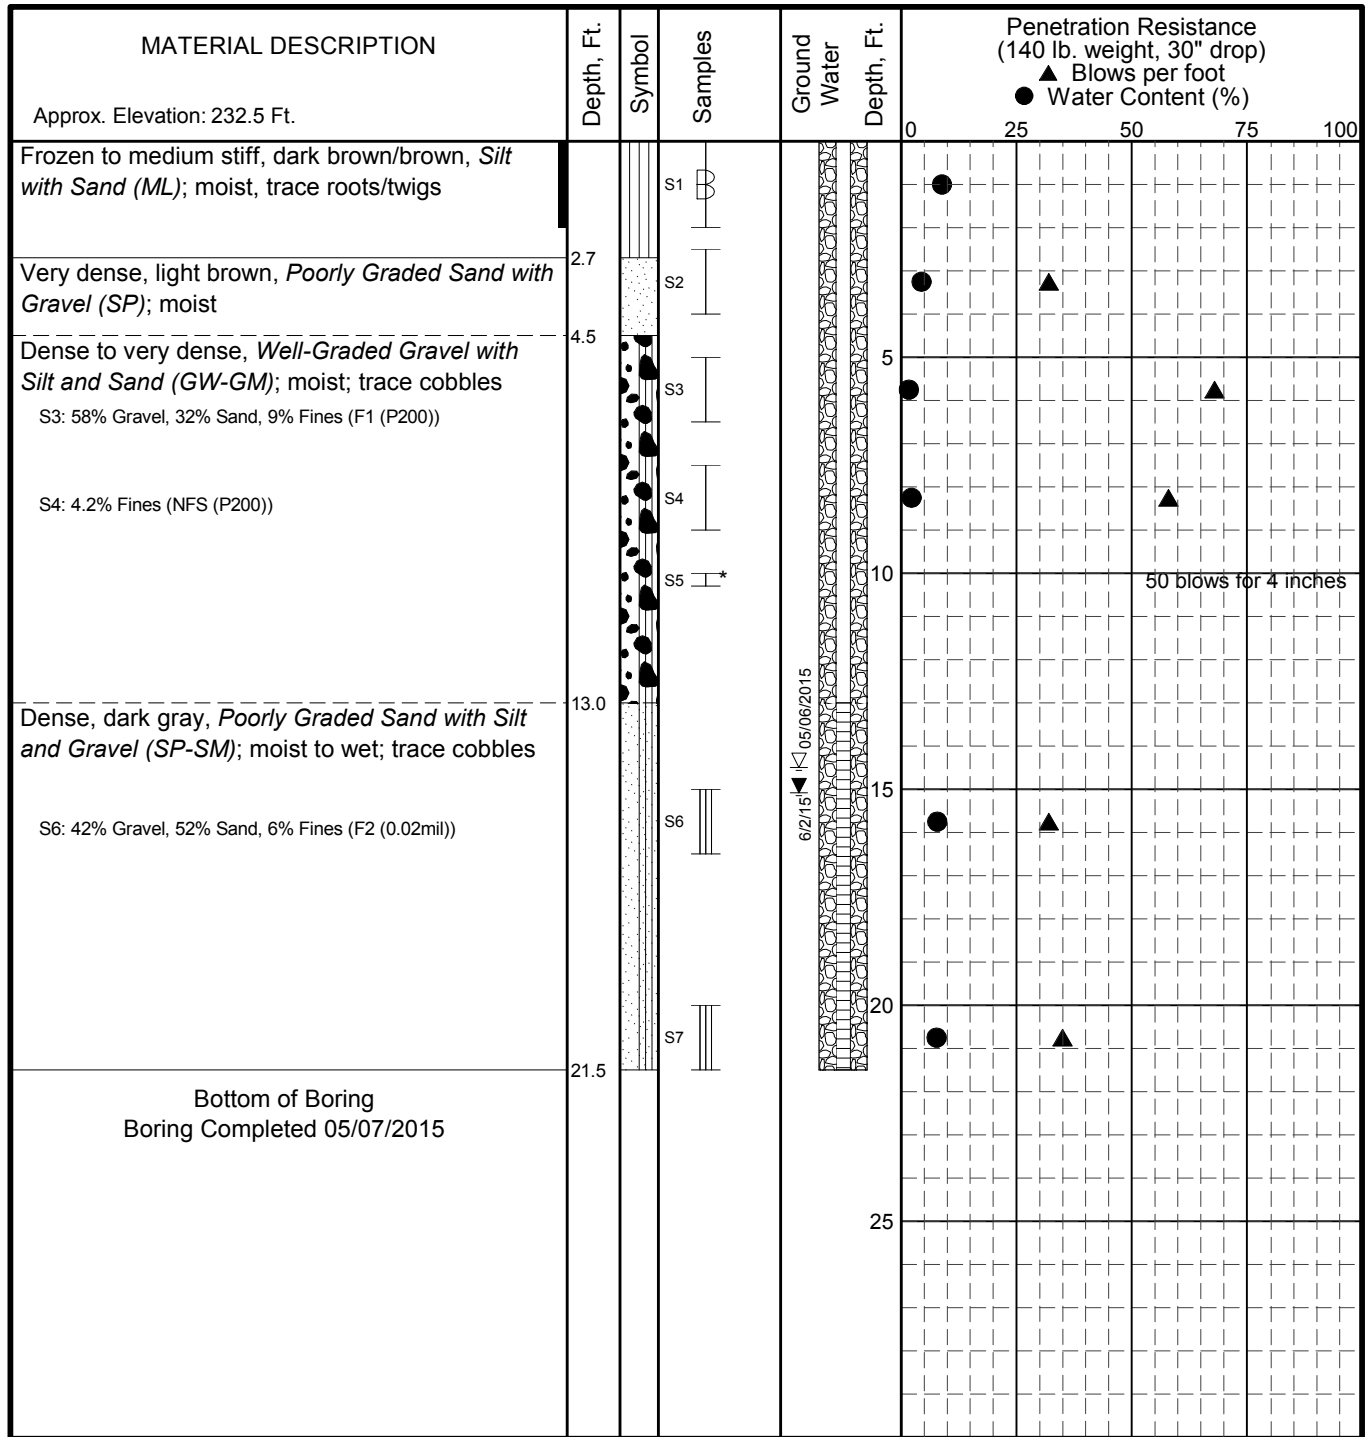 MATERIAL DESCRIPTION
Approx. Elevation: 232.5 Ft.
Depth, Ft.
Symbol
Samples
Ground
Water
Depth, Ft.
Penetration Resistance
(140 lb. weight, 30" drop)
▲ Blows per foot
● Water Content (%)
0 25 50 75 100
Frozen to medium stiff, dark brown/brown, Silt
with Sand (ML); moist, trace roots/twigs
S1
2.7
Very dense, light brown, Poorly Graded Sand with
Gravel (SP); moist
S2
4.5
Dense to very dense, Well-Graded Gravel with
Silt and Sand (GW-GM); moist; trace cobbles
5
S3
S3: 58% Gravel, 32% Sand, 9% Fines (F1 (P200))
S4: 4.2% Fines (NFS (P200))
S4
S5 *
10
50 blows for 4 inches
13.0
Dense, dark gray, Poorly Graded Sand with Silt
and Gravel (SP-SM); moist to wet; trace cobbles
05/06/2015
6/2/15
15
S6: 42% Gravel, 52% Sand, 6% Fines (F2 (0.02mil))
S6
20
S7
21.5
Bottom of Boring
Boring Completed 05/07/2015
25